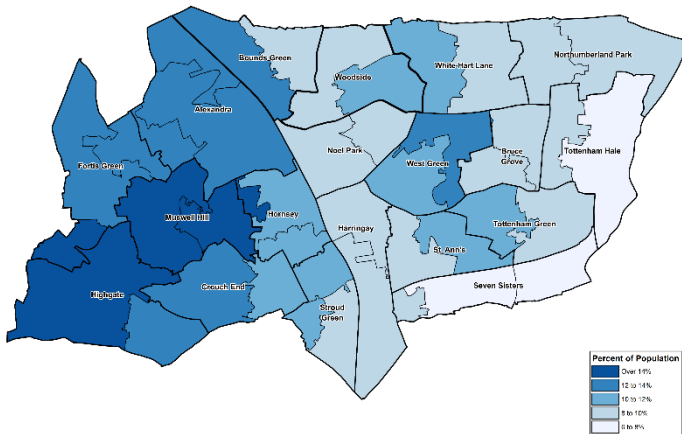 Bounds Green
White Hart Lane
Northumberland Park
Woodside
Alexandra
Noel Park
Bruce
Grove
Tottenham Hale
Fortis Green
West Green
Muswell Hill
Hornsey
Harringay
Tottenham Green
St. Ann's
Highgate
Crouch End
Seven Sisters
Stroud
Green
Percent of Population
Over 14%
12 to 14%
10 to 12%
8 to 10%
6 to 8%